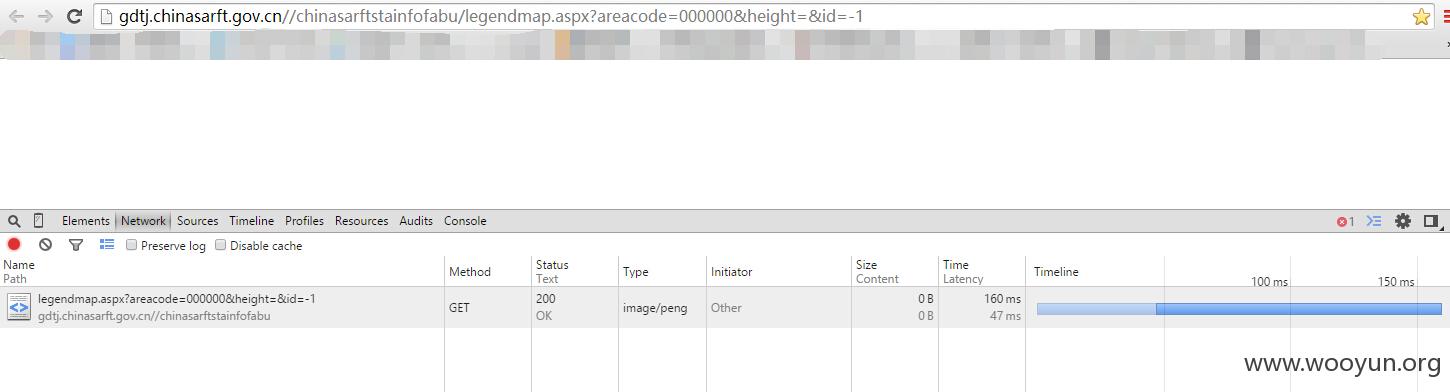 gdtj.chinasarft.gov.cn//chinasarftstainfofabu/legendmap.aspx?areacode=000000&height=&id=-1
Elements Network Sources Timeline Profiles Resources Audits Console 1
Preserve log Disable cache
Name Method Status Type Initiator Size Time Timeline
Path Text Content Latency 100 ms 150 ms
legendmap.aspx?areacode=000000&height=&id=-1 GET 200 image/peng Other 0 B 160 ms
gdtj.chinasarft.gov.cn//chinasarftstainfofabu OK 0 B 47 ms
www.wooyun.org